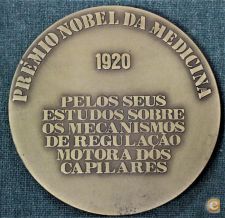 PRÉMIO NOBEL DA MEDICINA
1920
PELOS SEUS
ESTUDOS SOBRE
OS MECANISMOS
DE REGULAÇÃO
MOTORA DOS
CAPILARES